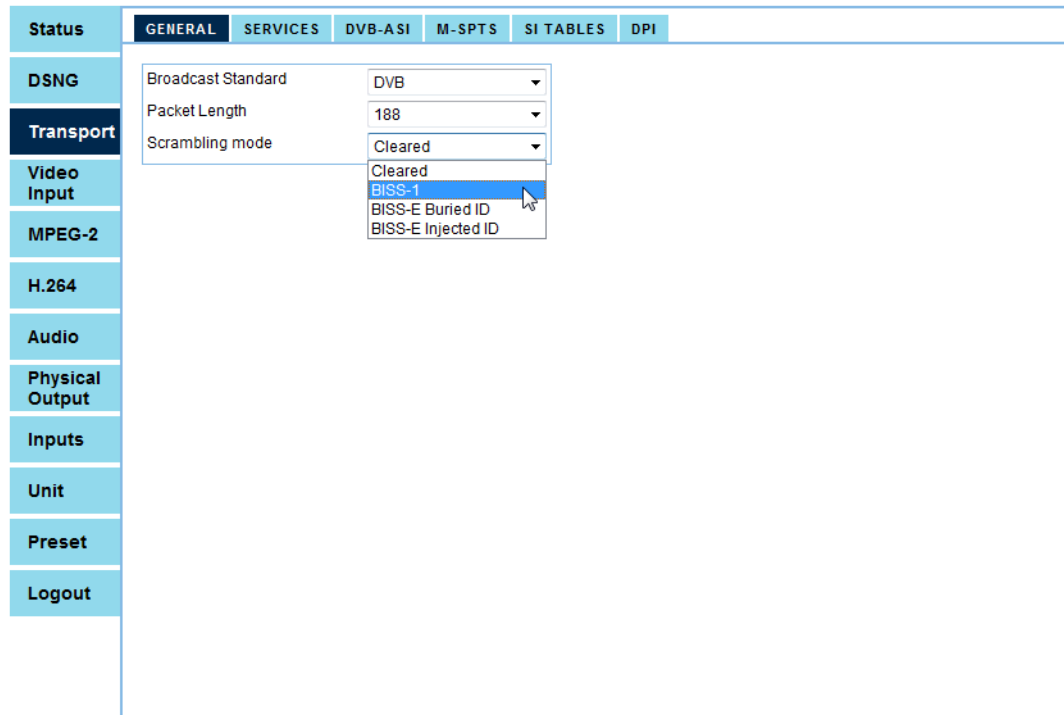 Status
DSNG
Transport
Video
Input
MPEG-2
H.264
Audio
Physical
Output
Inputs
Unit
Preset
Logout
GENERAL SERVICES DVB-ASI M-SPTS SI TABLES DPI
Broadcast Standard DVB
Packet Length 188
Scrambling mode Cleared
Cleared
BISS-1
BISS-E Buried ID
BISS-E Injected ID